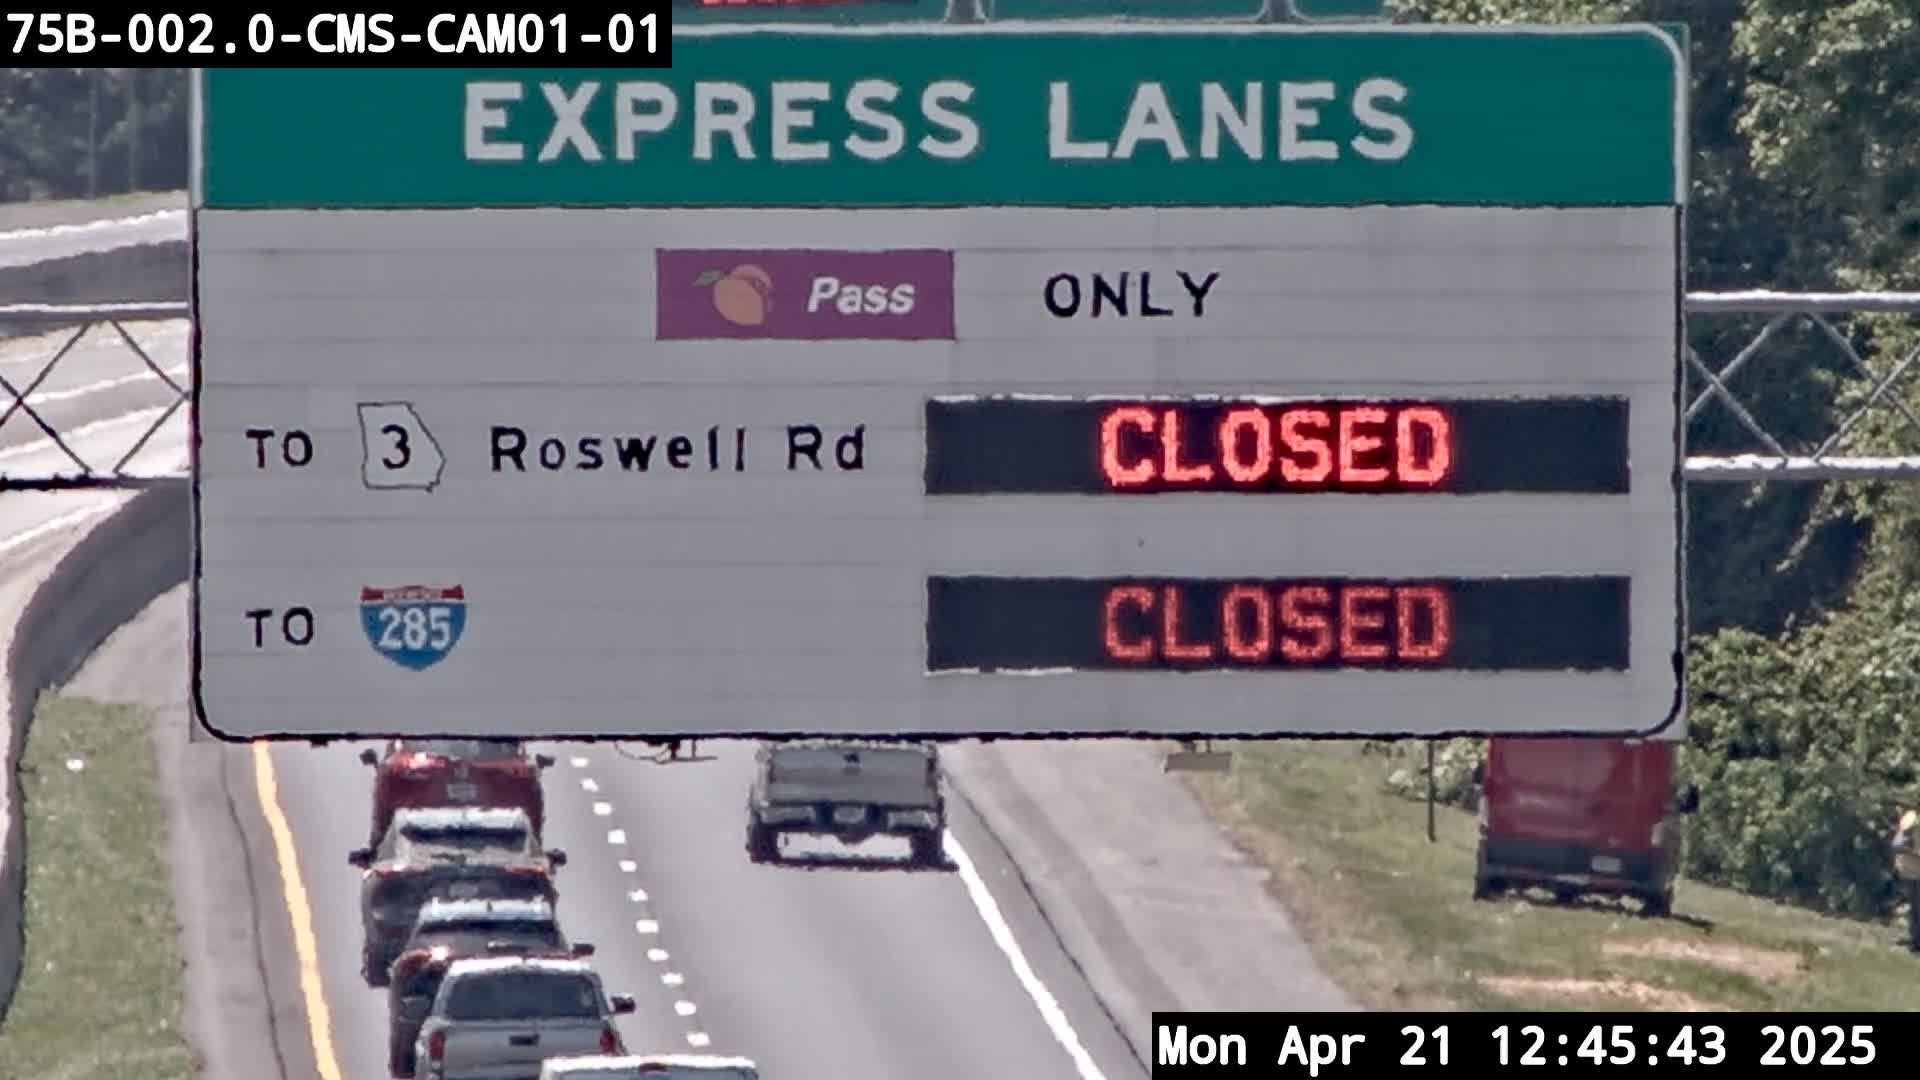 75B-002.0-CMS-CAM01-01
EXPRESS LANES
Pass ONLY
TO 3 Roswell Rd CLOSED
TO 285 CLOSED
Mon Apr 21 12:45:43 2025